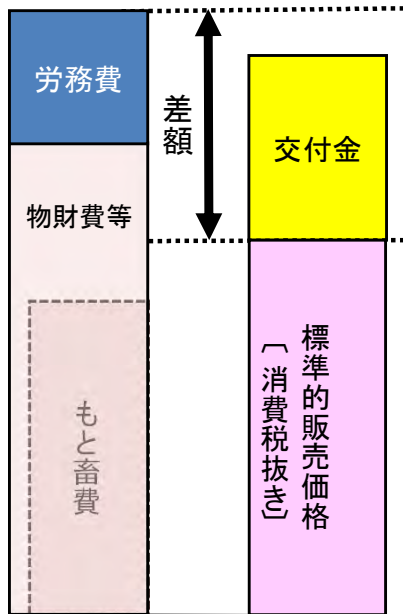 労務費
差額
交付金
物財費等
もと畜費
標準的販売価格
〔消費税抜き〕